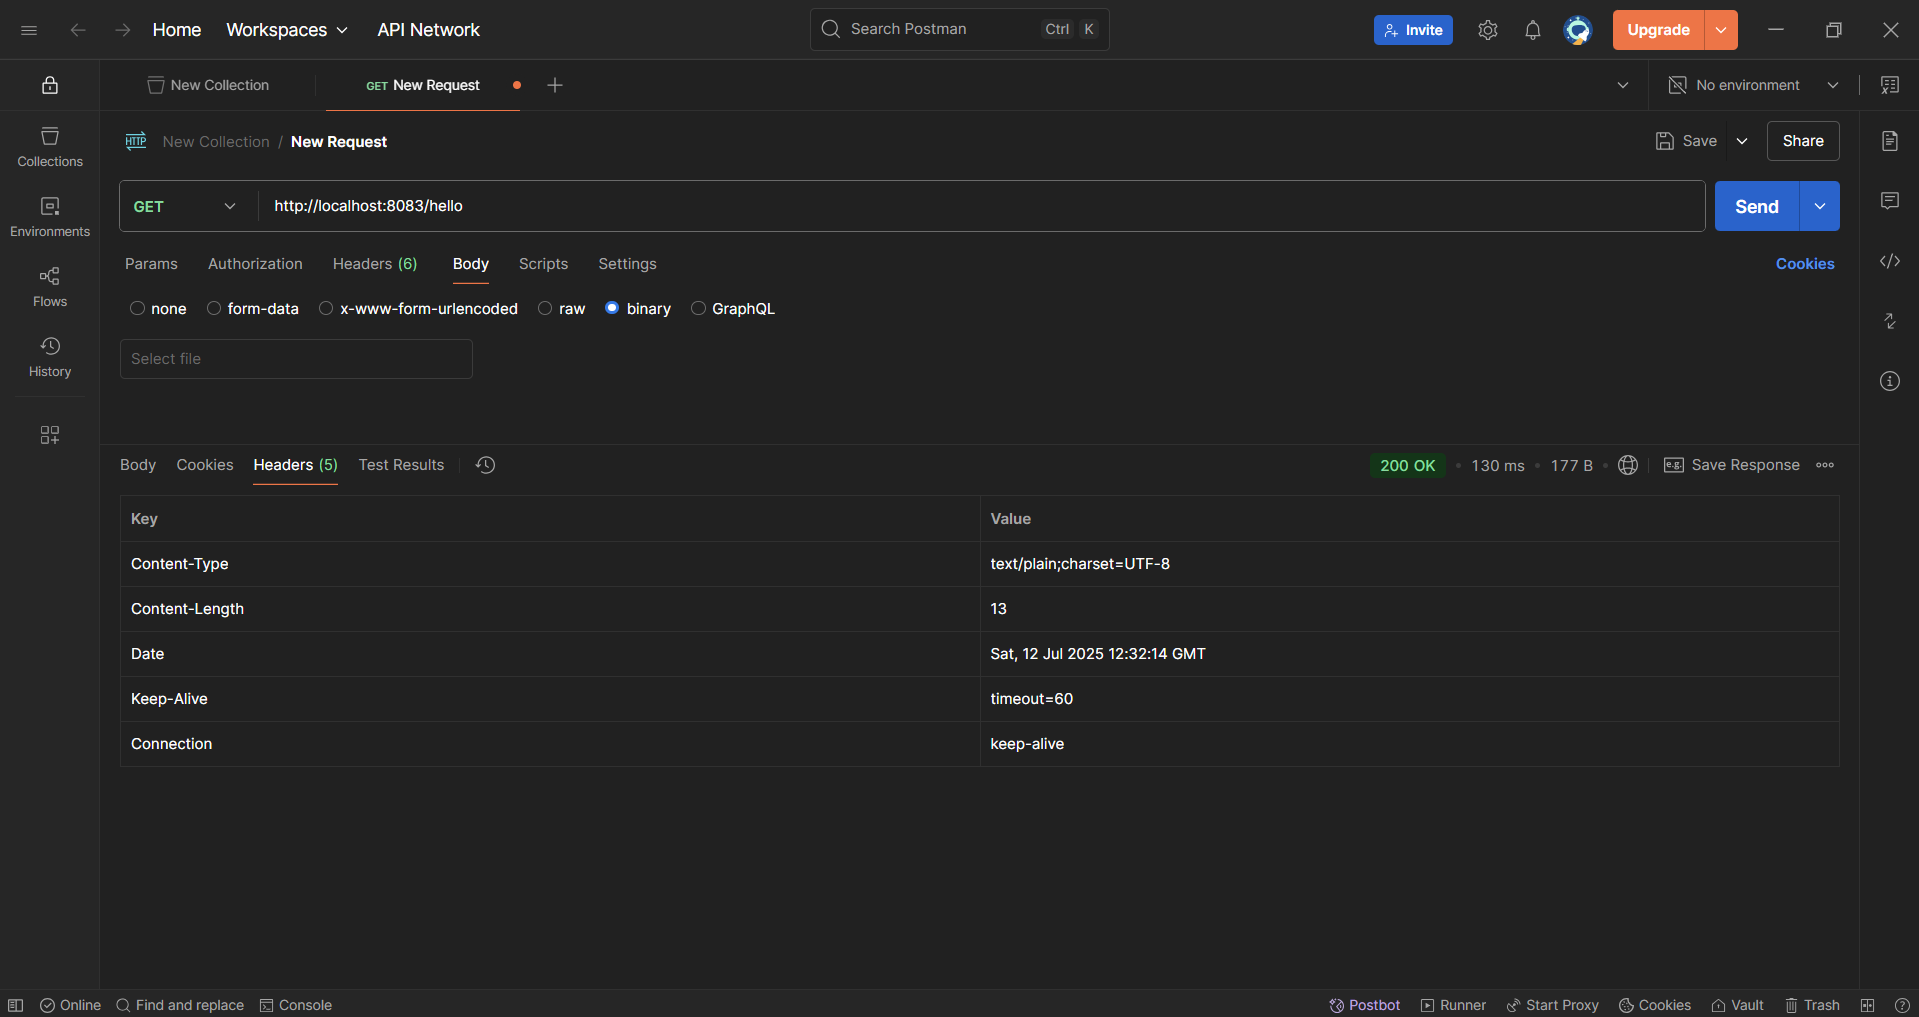 Home Workspaces API Network Search Postman Ctrl K Invite Upgrade
New Collection GET New Request No environment
HTTP New Collection / New Request Save Share
Collections
GET http://localhost:8083/hello Send
Environments
Params Authorization Headers (6) Body Scripts Settings Cookies
none form-data x-www-form-urlencoded raw binary GraphQL
Flows
Select file
History
Body Cookies Headers (5) Test Results 200 OK 130 ms 177 B e.g. Save Response
Key Value
Content-Type text/plain;charset=UTF-8
Content-Length 13
Date Sat, 12 Jul 2025 12:32:14 GMT
Keep-Alive timeout=60
Connection keep-alive
Online Find and replace Console Postbot Runner Start Proxy Cookies Vault Trash